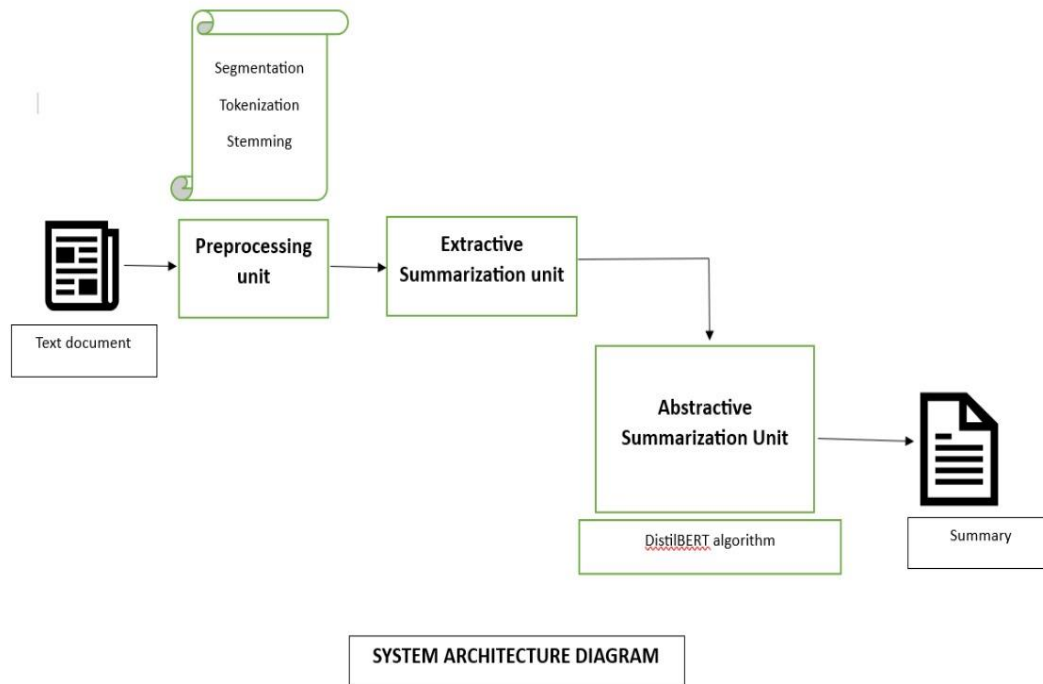 Segmentation
Tokenization
Stemming
Preprocessing
unit
Extractive
Summarization unit
Text document
Abstractive
Summarization Unit
DistilBERT algorithm
Summary
SYSTEM ARCHITECTURE DIAGRAM